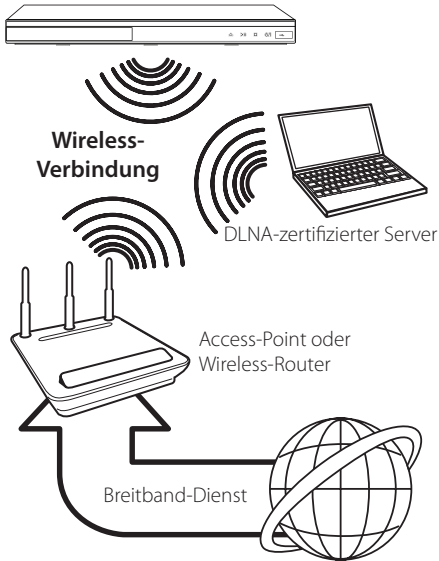 Wireless-
Verbindung
DLNA-zertifizierter Server
Access-Point oder
Wireless-Router
Breitband-Dienst